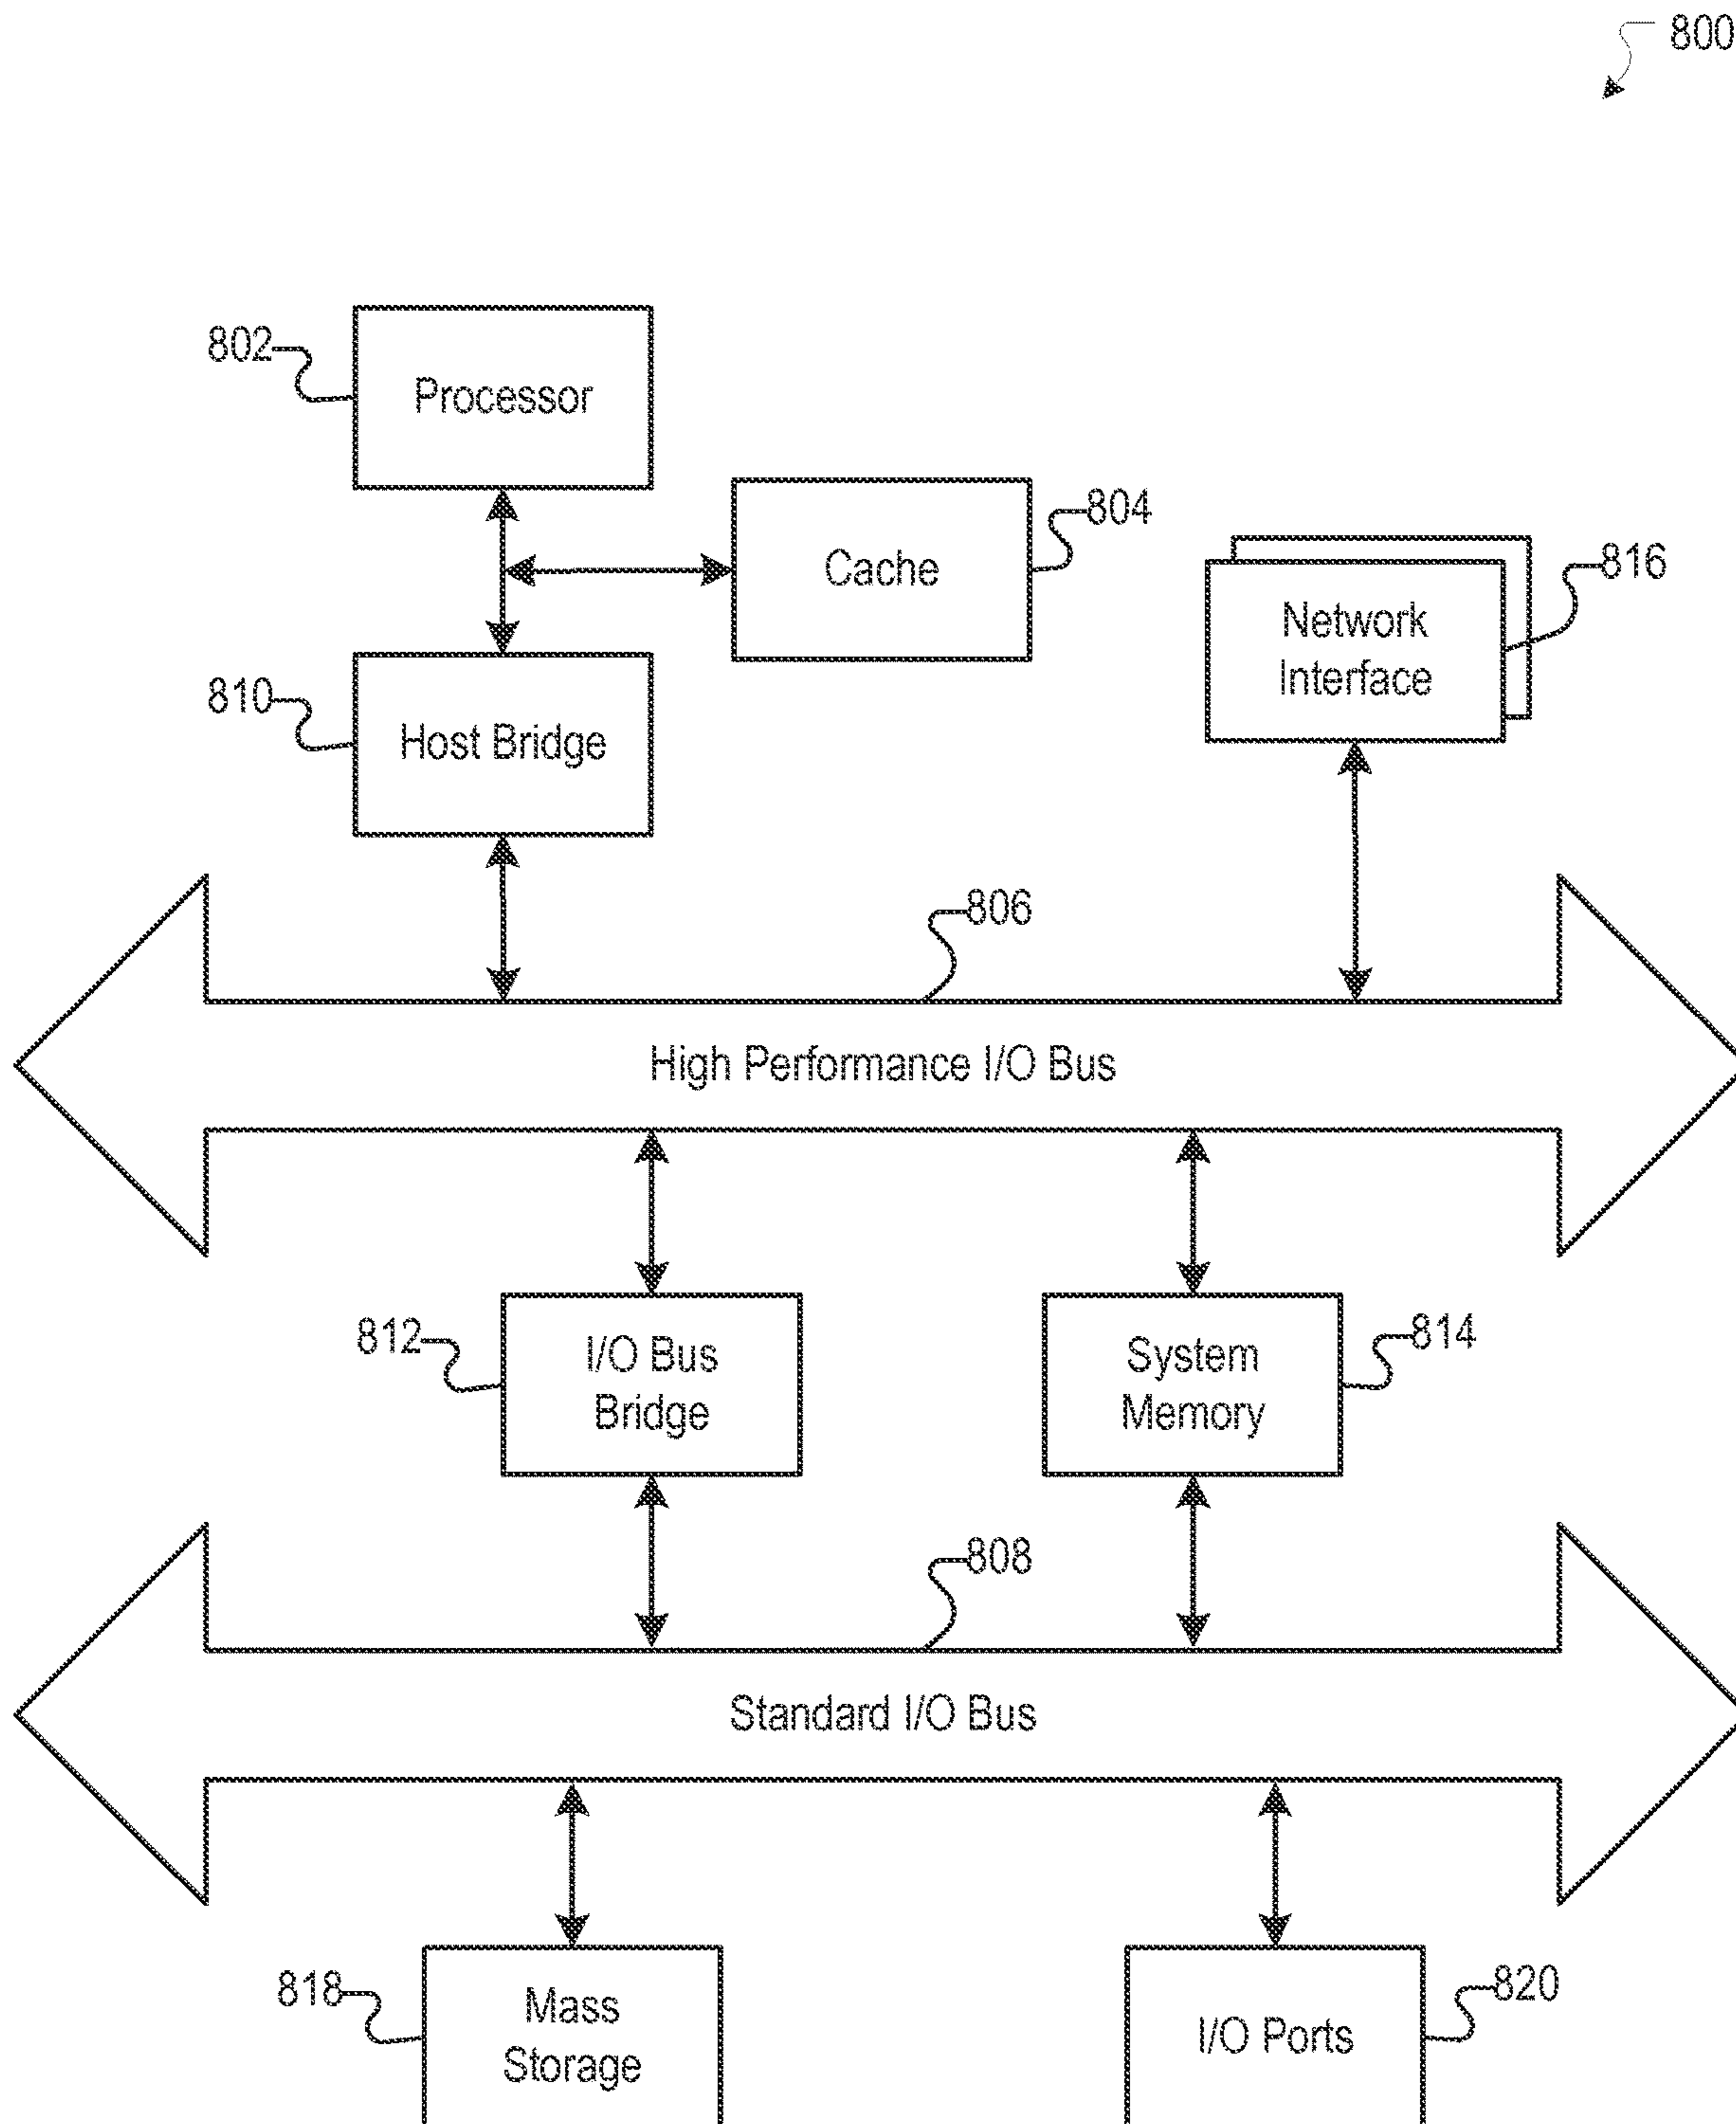 800
802
Processor
804
Cache
816
Network
Interface
810
Host Bridge
806
High Performance I/O Bus
812
I/O Bus
Bridge
814
System
Memory
808
Standard I/O Bus
818
Mass
Storage
820
I/O Ports